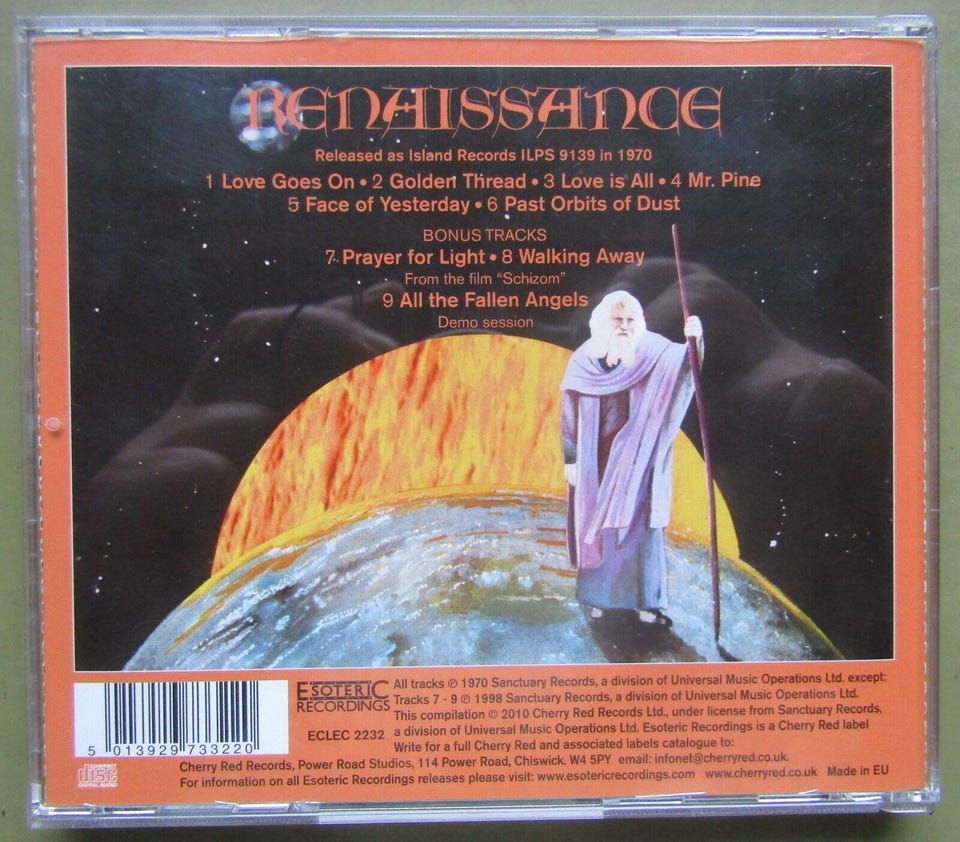 RENAISSANCE
Released as Island Records ILPS 9139 in 1970
1 Love Goes On • 2 Golden Thread • 3 Love is All • 4 Mr. Pine
5 Face of Yesterday • 6 Past Orbits of Dust
BONUS TRACKS
7 Prayer for Light • 8 Walking Away
From the film "Schizom"
9 All the Fallen Angels
Demo session
5 013929 733220
ESOTERIC
RECORDINGS
ECLEC 2232
All tracks ℗ 1970 Sanctuary Records, a division of Universal Music Operations Ltd. except:
Tracks 7 - 9 ℗ 1998 Sanctuary Records, a division of Universal Music Operations Ltd.
This compilation © 2010 Cherry Red Records Ltd., under license from Sanctuary Records,
a division of Universal Music Operations Ltd. Esoteric Recordings is a Cherry Red label
Write for a full Cherry Red and associated labels catalogue to:
Cherry Red Records, Power Road Studios, 114 Power Road, Chiswick. W4 5PY email: infonet@cherryred.co.uk.
For information on all Esoteric Recordings releases please visit: www.esotericrecordings.com www.cherryred.co.uk Made in EU
COMPACT
disc
DIGITAL AUDIO